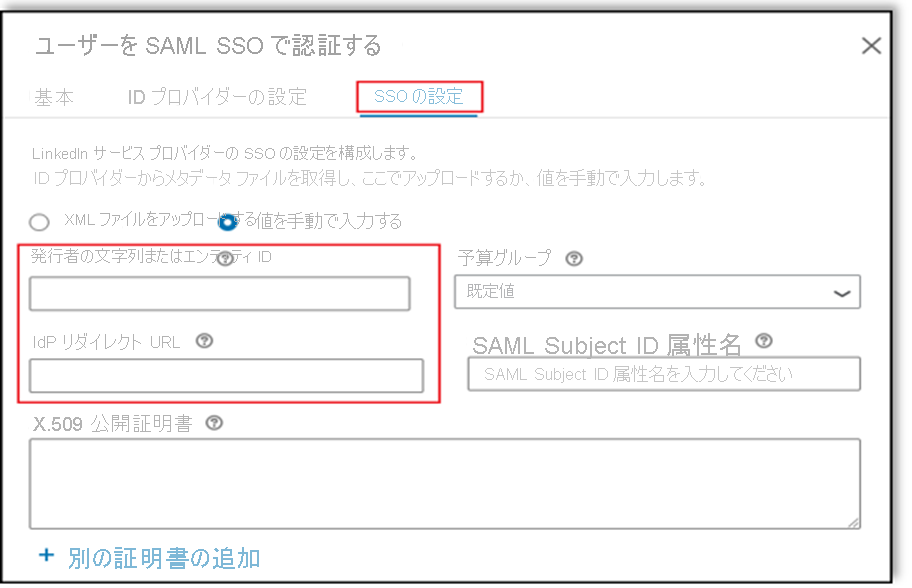 ユーザーを SAML SSO で認証する
基本 ID プロバイダーの設定 SSO の設定
LinkedIn サービス プロバイダーの SSO の設定を構成します。
ID プロバイダーからメタデータ ファイルを取得し、ここでアップロードするか、値を手動で入力します。
XML ファイルをアップロードする 値を手動で入力する
発行者の文字列またはエンティティ ID
予算グループ
既定値
IdP リダイレクト URL
SAML Subject ID 属性名
SAML Subject ID 属性名を入力してください
X.509 公開証明書
+ 別の証明書の追加